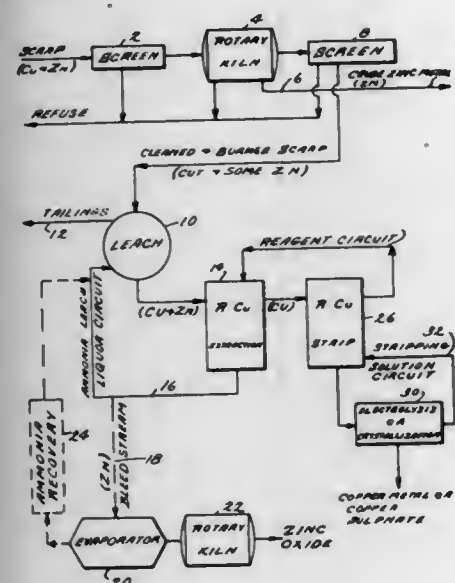 SCRAP
(Cu+Zn)
2
SCREEN
4
ROTARY
KILN
8
SCREEN
6
CRUDE ZINC METAL
(ZN)
REFUSE
CLEANED + BURNED SCRAP
(CUT + SOME ZN)
TAILINGS
12
10
LEACH
AMMONIA LEACH
LIQUOR CIRCUIT
(CU+ZN)
14
R Cu
EXTRACTION
(CU)
REAGENT CIRCUIT
R Cu
STRIP
26
32
STRIPPING
SOLUTION
CIRCUIT
30
ELECTROLYSIS
OR
CRYSTALLIZATION
COPPER METAL OR
COPPER
SULPHATE
16
18
(ZN)
BLEED STREAM
AMMONIA
RECOVERY
24
EVAPORATOR
20
22
ROTARY
KILN
ZINC
OXIDE